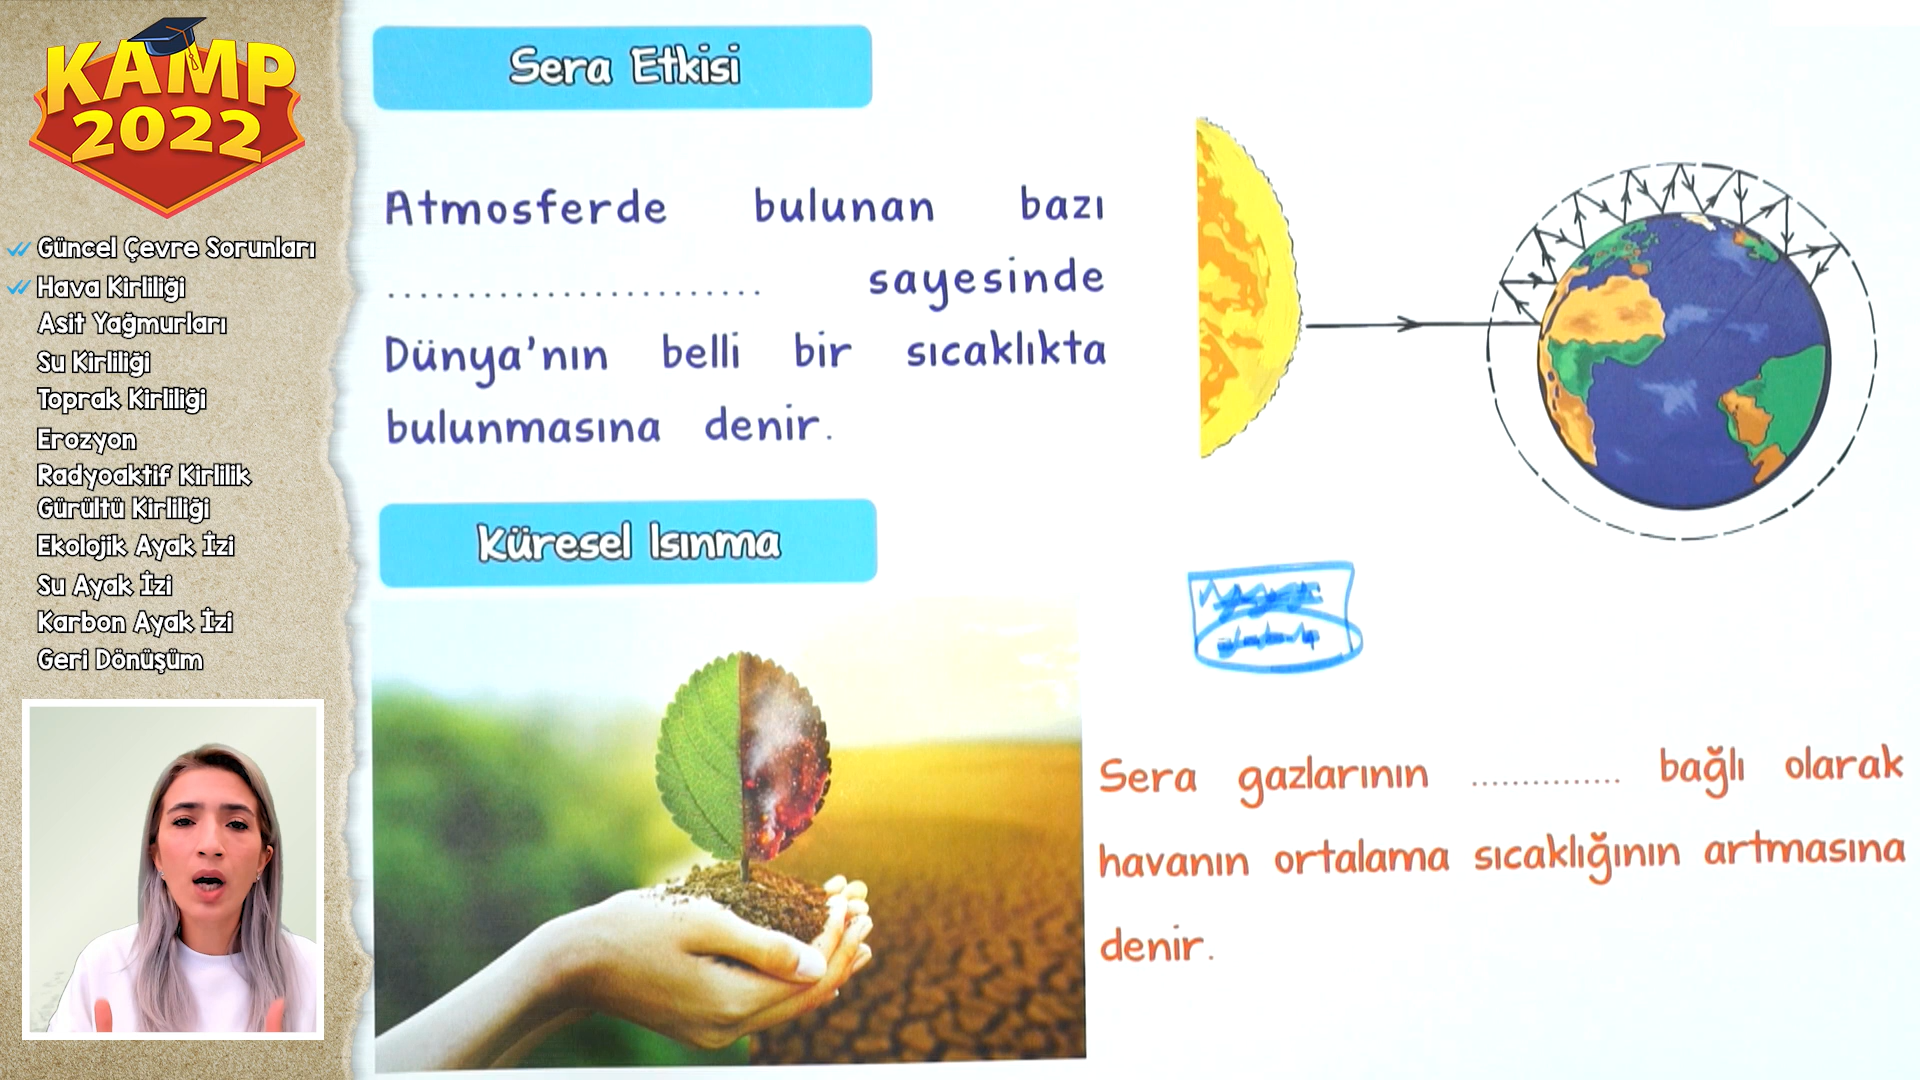 KAMP
2022
Güncel Çevre Sorunları
Hava Kirliliği
Asit Yağmurları
Su Kirliliği
Toprak Kirliliği
Erozyon
Radyoaktif Kirlilik
Gürültü Kirliliği
Ekolojik Ayak İzi
Su Ayak İzi
Karbon Ayak İzi
Geri Dönüşüm
Sera Etkisi
Atmosferde bulunan bazı
............................ sayesinde
Dünya'nın belli bir sıcaklıkta
bulunmasına denir.
Küresel Isınma
Sera gazlarının .............. bağlı olarak
havanın ortalama sıcaklığının artmasına
denir.